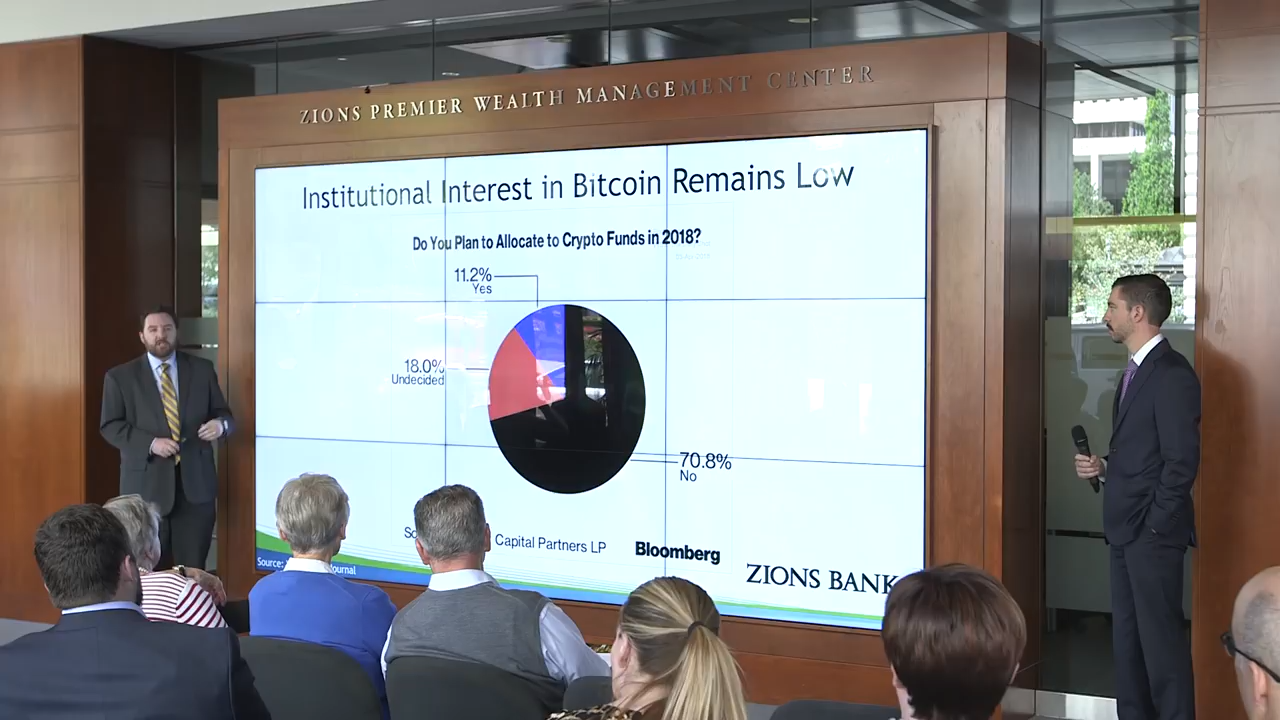 ZIONS PREMIER WEALTH MANAGEMENT CENTER
Institutional Interest in Bitcoin Remains Low
Do You Plan to Allocate to Crypto Funds in 2018?
11.2%
Yes
18.0%
Undecided
70.8%
No
Capital Partners LP
Bloomberg
Source:
ZIONS BANK